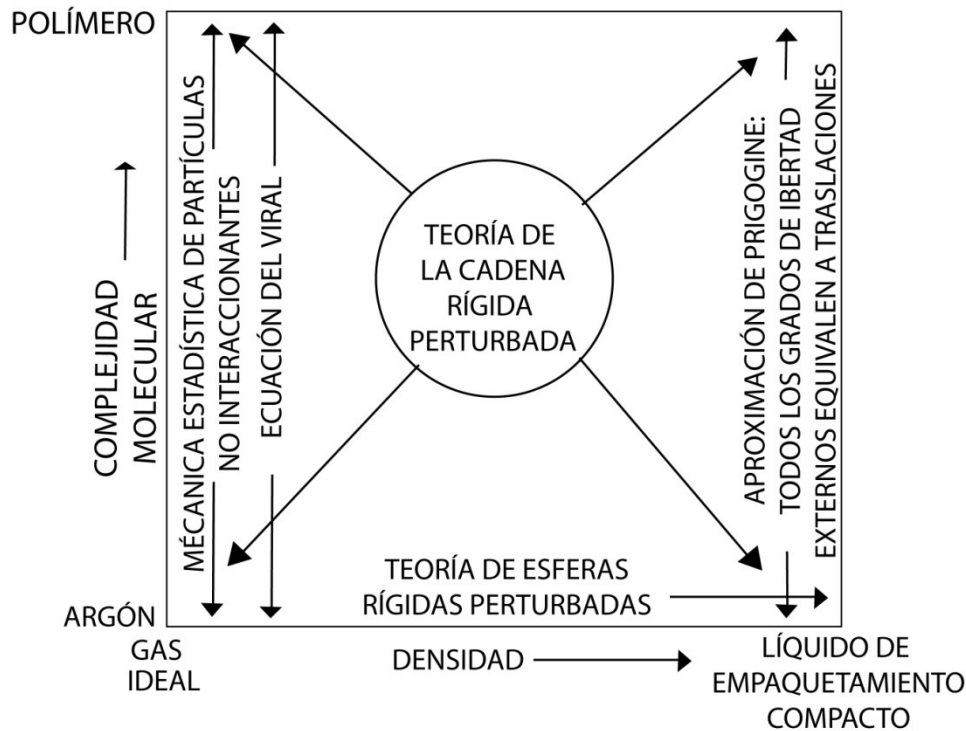 POLÍMERO
COMPLEJIDAD
MOLECULAR
MÉCÁNICA ESTADÍSTICA DE PARTÍCULAS
NO INTERACCIONANTES
ECUACIÓN DEL VIRAL
TEORÍA DE
LA CADENA
RÍGIDA
PERTURBADA
APROXIMACIÓN DE PRIGOGINE:
TODOS LOS GRADOS DE IBERTAD
EXTERNOS EQUIVALEN A TRASLACIONES
TEORÍA DE ESFERAS
RÍGIDAS PERTURBADAS
ARGÓN
GAS
IDEAL
DENSIDAD
LÍQUIDO DE
EMPAQUETAMIENTO
COMPACTO